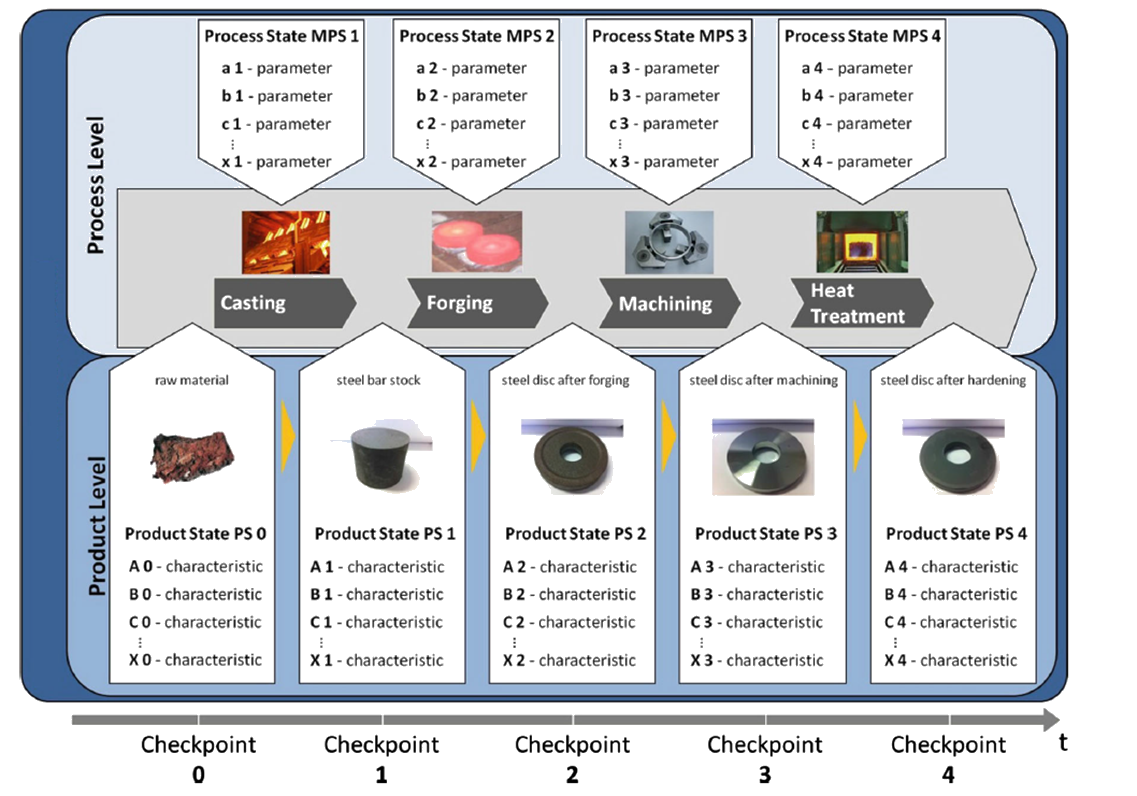 Process Level
Process State MPS 1
a 1 - parameter
b 1 - parameter
c 1 - parameter
⋮
x 1 - parameter
Process State MPS 2
a 2 - parameter
b 2 - parameter
c 2 - parameter
⋮
x 2 - parameter
Process State MPS 3
a 3 - parameter
b 3 - parameter
c 3 - parameter
⋮
x 3 - parameter
Process State MPS 4
a 4 - parameter
b 4 - parameter
c 4 - parameter
⋮
x 4 - parameter
Casting
Forging
Machining
Heat
Treatment
Product Level
raw material
Product State PS 0
A 0 - characteristic
B 0 - characteristic
C 0 - characteristic
⋮
X 0 - characteristic
steel bar stock
Product State PS 1
A 1 - characteristic
B 1 - characteristic
C 1 - characteristic
⋮
X 1 - characteristic
steel disc after forging
Product State PS 2
A 2 - characteristic
B 2 - characteristic
C 2 - characteristic
⋮
X 2 - characteristic
steel disc after machining
Product State PS 3
A 3 - characteristic
B 3 - characteristic
C 3 - characteristic
⋮
X 3 - characteristic
steel disc after hardening
Product State PS 4
A 4 - characteristic
B 4 - characteristic
C 4 - characteristic
⋮
X 4 - characteristic
Checkpoint
0
Checkpoint
1
Checkpoint
2
Checkpoint
3
Checkpoint
4
t